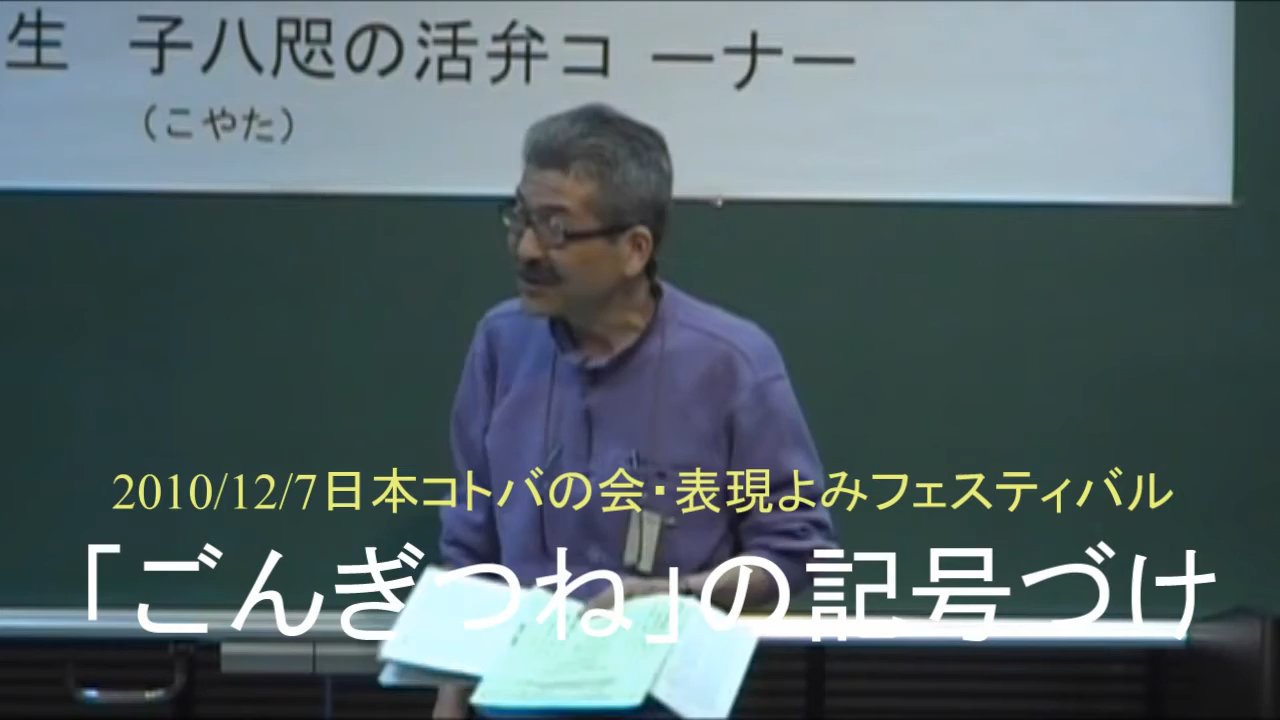 生 子八咫の活弁コーナー
（こやた）
2010/12/7日本コトバの会・表現よみフェスティバル
「ごんぎつね」の記号づけ